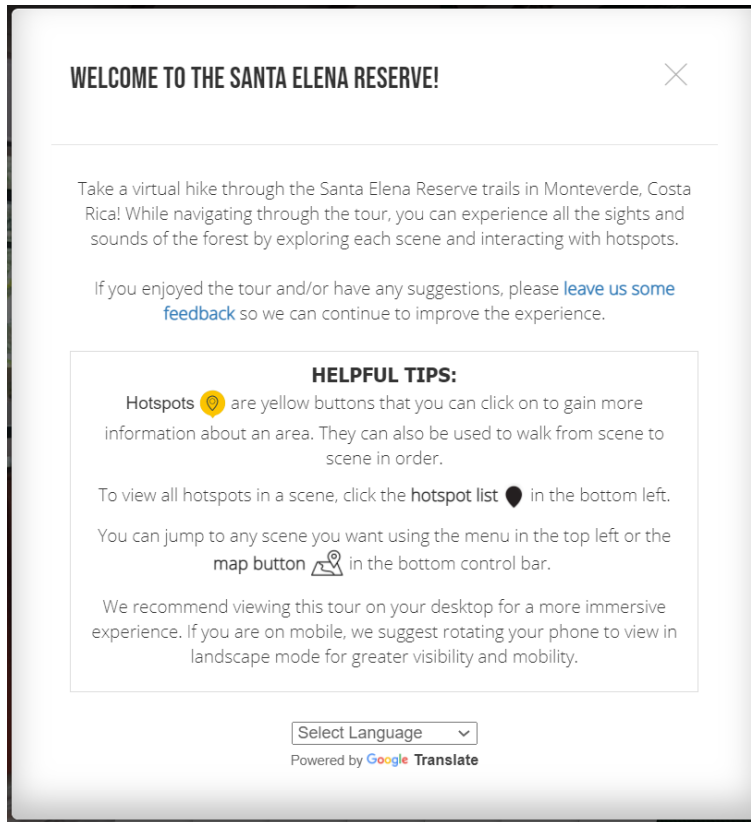 WELCOME TO THE SANTA ELENA RESERVE!
Take a virtual hike through the Santa Elena Reserve trails in Monteverde, Costa
Rica! While navigating through the tour, you can experience all the sights and
sounds of the forest by exploring each scene and interacting with hotspots.
If you enjoyed the tour and/or have any suggestions, please leave us some
feedback so we can continue to improve the experience.
HELPFUL TIPS:
Hotspots are yellow buttons that you can click on to gain more
information about an area. They can also be used to walk from scene to
scene in order.
To view all hotspots in a scene, click the hotspot list in the bottom left.
You can jump to any scene you want using the menu in the top left or the
map button in the bottom control bar.
We recommend viewing this tour on your desktop for a more immersive
experience. If you are on mobile, we suggest rotating your phone to view in
landscape mode for greater visibility and mobility.
Select Language
Powered by Google Translate